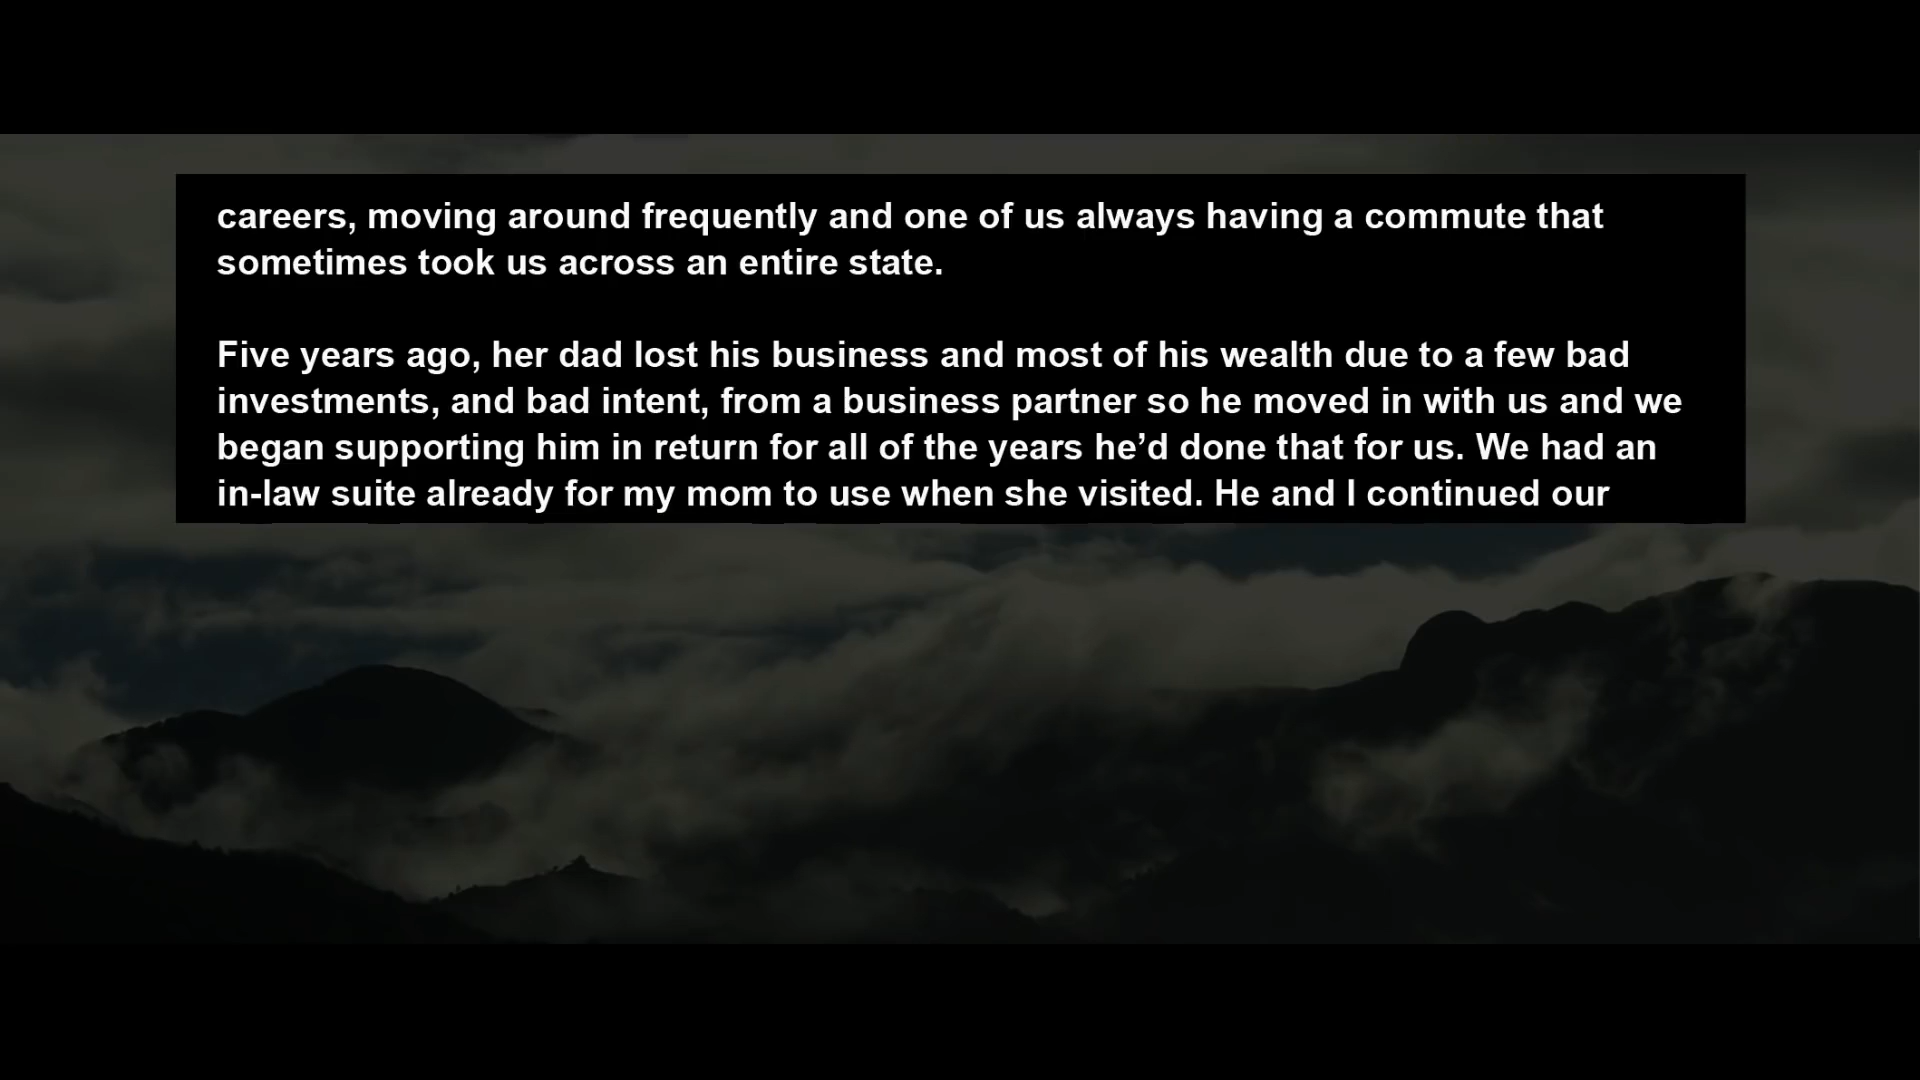 careers, moving around frequently and one of us always having a commute that
sometimes took us across an entire state.
Five years ago, her dad lost his business and most of his wealth due to a few bad
investments, and bad intent, from a business partner so he moved in with us and we
began supporting him in return for all of the years he’d done that for us. We had an
in-law suite already for my mom to use when she visited. He and I continued our